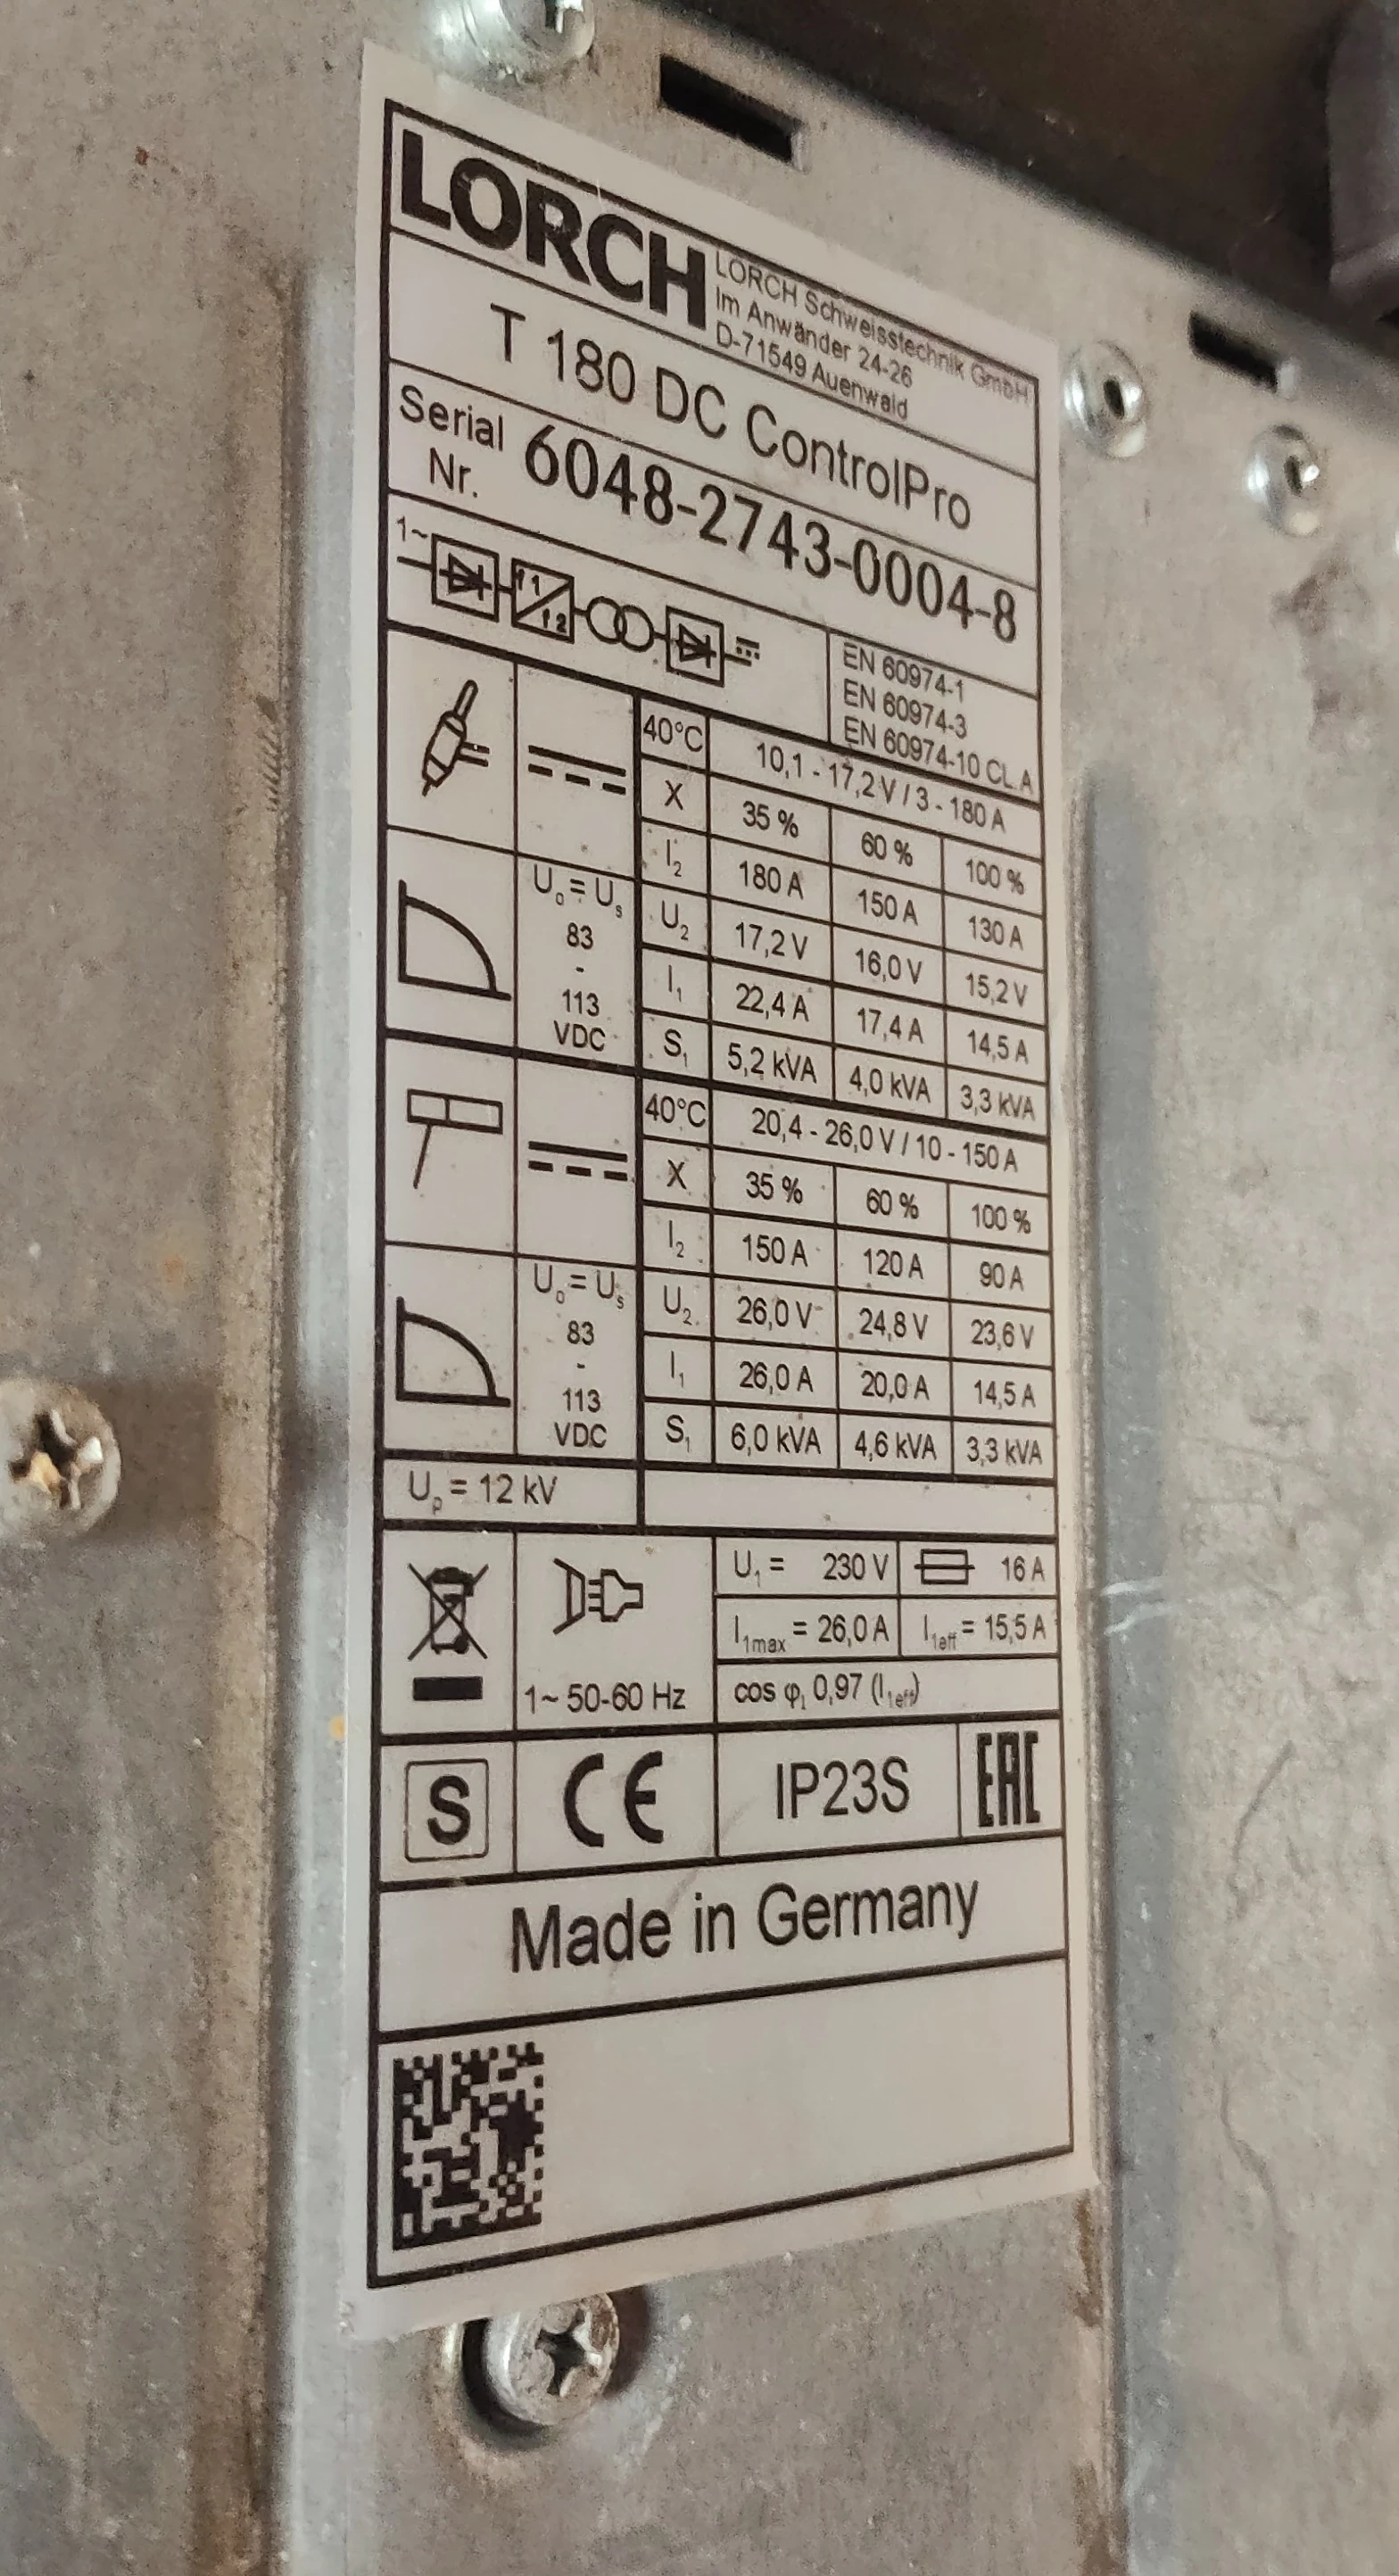 LORCH
LORCH Schweisstechnik GmbH
Im Anwänder 24-26
D-71549 Auenwald
T 180 DC ControlPro
Serial Nr. 6048-2743-0004-8
1~ f1 f2
EN 60974-1
EN 60974-3
EN 60974-10 CL.A
40°C 10,1 - 17,2 V / 3 - 180 A
X 35 % 60 % 100 %
I2 180 A 150 A 130 A
U2 17,2 V 16,0 V 15,2 V
I1 22,4 A 17,4 A 14,5 A
S1 5,2 kVA 4,0 kVA 3,3 kVA
Uo = Us
83
-
113
VDC
40°C 20,4 - 26,0 V / 10 - 150 A
X 35 % 60 % 100 %
I2 150 A 120 A 90 A
U2 26,0 V 24,8 V 23,6 V
I1 26,0 A 20,0 A 14,5 A
S1 6,0 kVA 4,6 kVA 3,3 kVA
Uo = Us
83
-
113
VDC
Up = 12 kV
U1 = 230 V 16 A
I1max = 26,0 A I1eff = 15,5 A
1~ 50-60 Hz cos φ1 0,97 (I1eff)
S CE IP23S EAC
Made in Germany